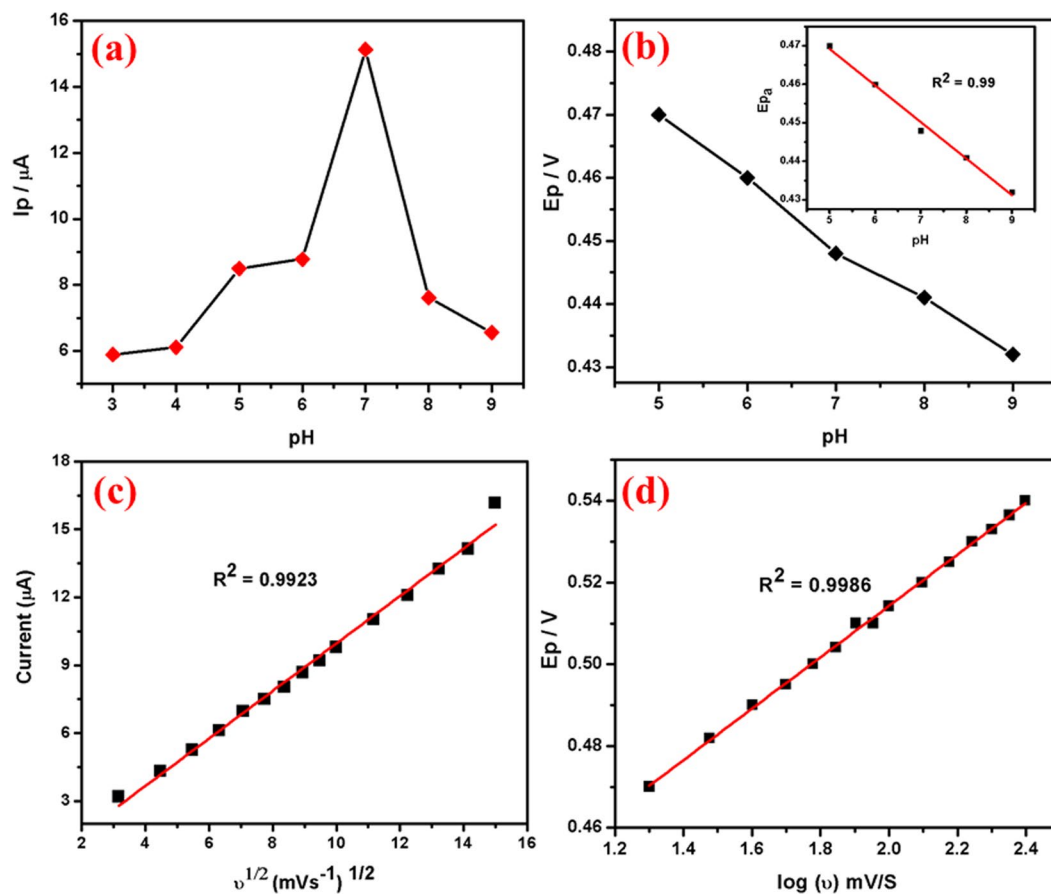 (a)
16
14
12
10
8
6
Ip / μA
3 4 5 6 7 8 9
pH
(b)
0.48
0.47
0.46
0.45
0.44
0.43
Ep / V
5 6 7 8 9
pH
0.47
0.46
0.45
0.44
0.43
Epa
R2 = 0.99
5 6 7 8 9
pH
(c)
18
15
12
9
6
3
Current (μA)
R2 = 0.9923
2 4 6 8 10 12 14 16
υ1/2 (mVs-1) 1/2
(d)
0.54
0.52
0.50
0.48
0.46
Ep / V
R2 = 0.9986
1.2 1.4 1.6 1.8 2.0 2.2 2.4
log (υ) mV/S